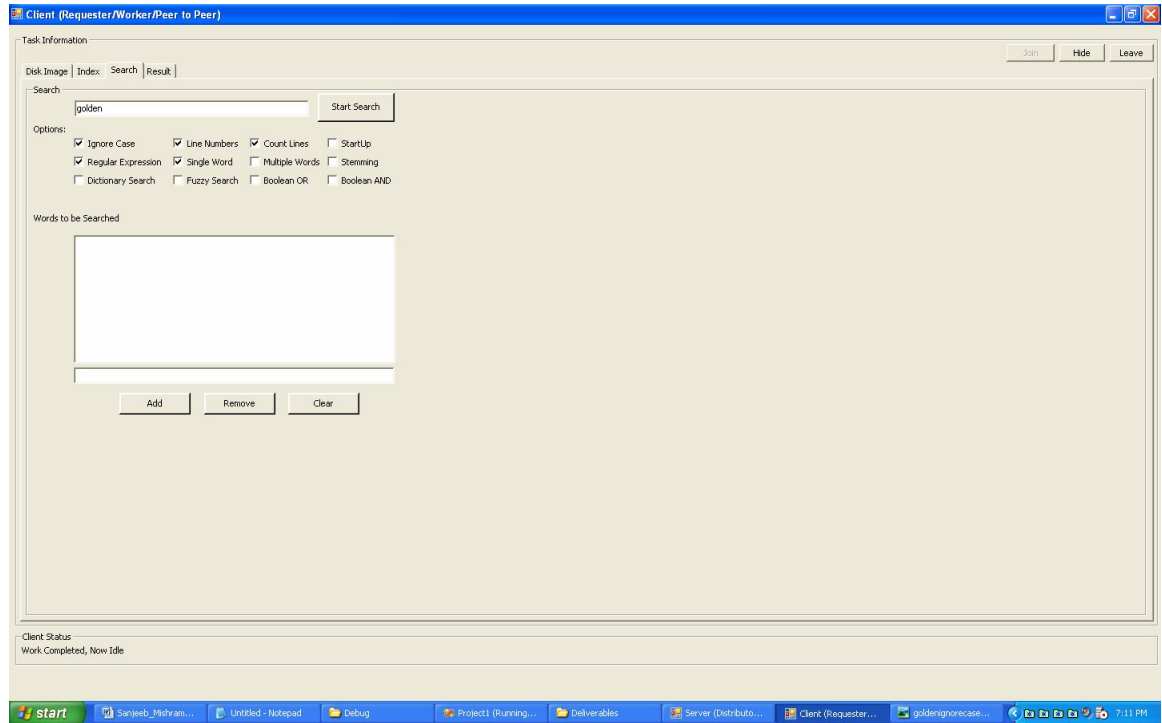 Client (Requester/Worker/Peer to Peer)
Task Information
Join Hide Leave
Disk Image Index Search Result
Search
golden Start Search
Options:
Ignore Case Line Numbers Count Lines StartUp
Regular Expression Single Word Multiple Words Stemming
Dictionary Search Fuzzy Search Boolean OR Boolean AND
Words to be Searched
Add Remove Clear
Client Status
Work Completed, Now Idle
start Sanjeeb_Mishram... Untitled - Notepad Debug Project1 (Running... Deliverables Server (Distributo... Client (Requester... goldenignorecase... 7:11 PM